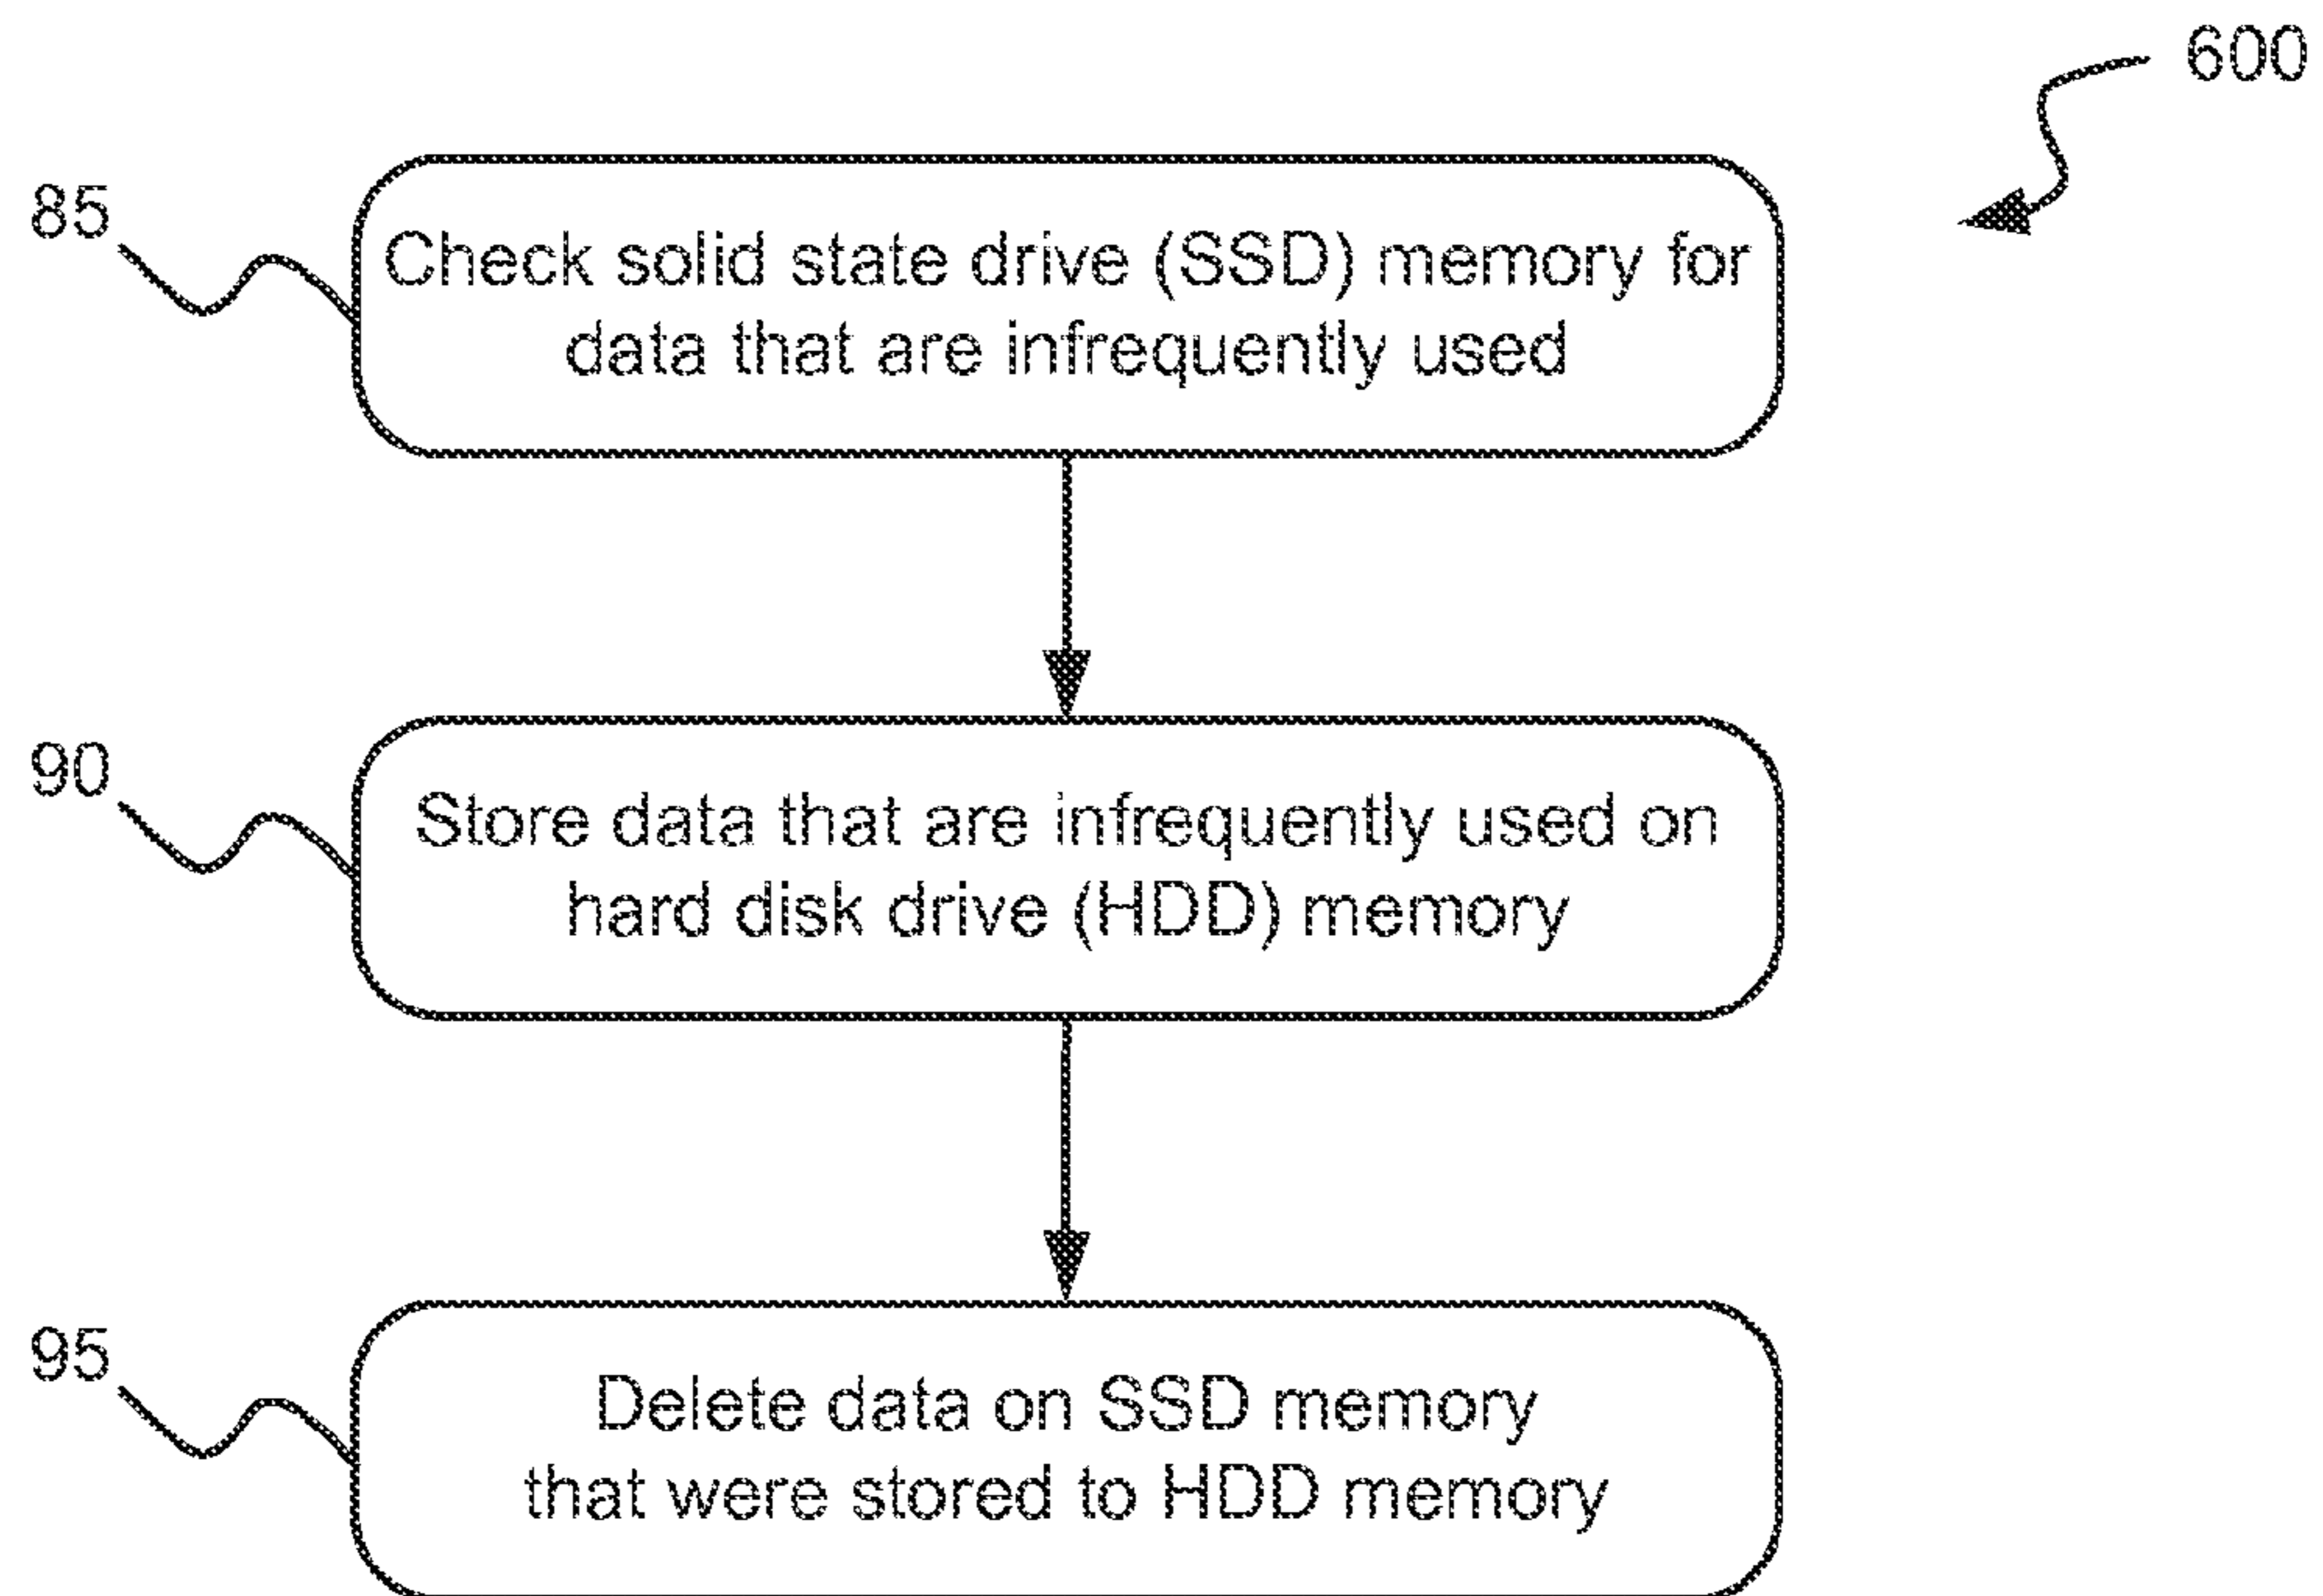 600
85
Check solid state drive (SSD) memory for
data that are infrequently used
90
Store data that are infrequently used on
hard disk drive (HDD) memory
95
Delete data on SSD memory
that were stored to HDD memory